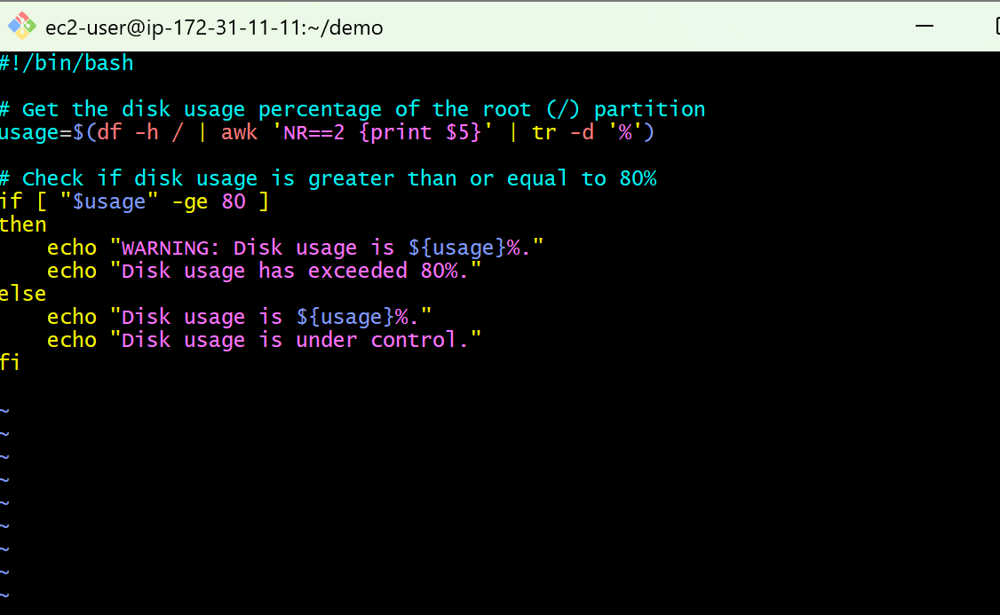 ec2-user@ip-172-31-11-11:~/demo
#!/bin/bash
# Get the disk usage percentage of the root (/) partition
usage=$(df -h / | awk 'NR==2 {print $5}' | tr -d '%')
# Check if disk usage is greater than or equal to 80%
if [ "$usage" -ge 80 ]
then
    echo "WARNING: Disk usage is ${usage}%."
    echo "Disk usage has exceeded 80%."
else
    echo "Disk usage is ${usage}%."
    echo "Disk usage is under control."
fi
~
~
~
~
~
~
~
~
~